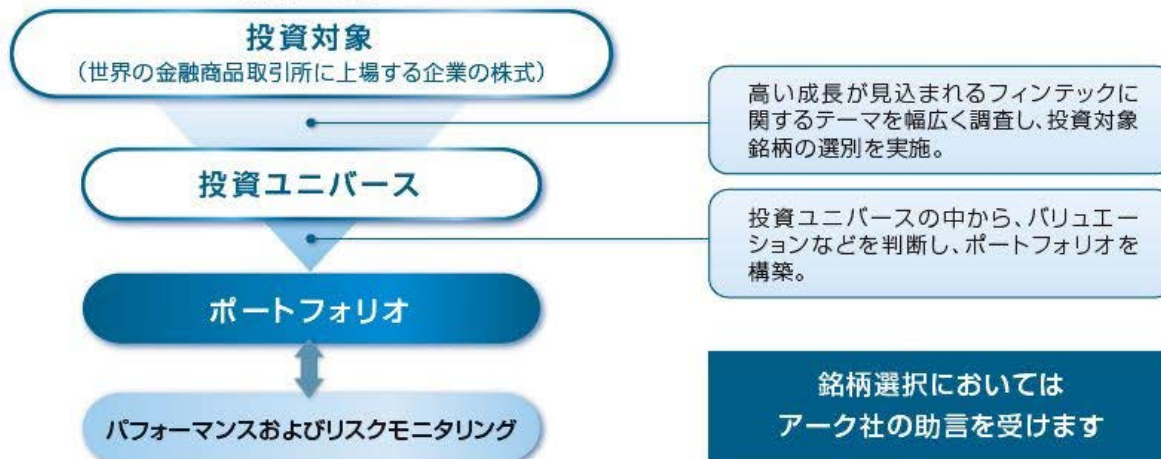 投資対象
(世界の金融商品取引所に上場する企業の株式)
高い成長が見込まれるフィンテックに
関するテーマを幅広く調査し、投資対象
銘柄の選別を実施。
投資ユニバース
投資ユニバースの中から、バリュエー
ションなどを判断し、ポートフォリオを
構築。
ポートフォリオ
パフォーマンスおよびリスクモニタリング
銘柄選択においては
アーク社の助言を受けます